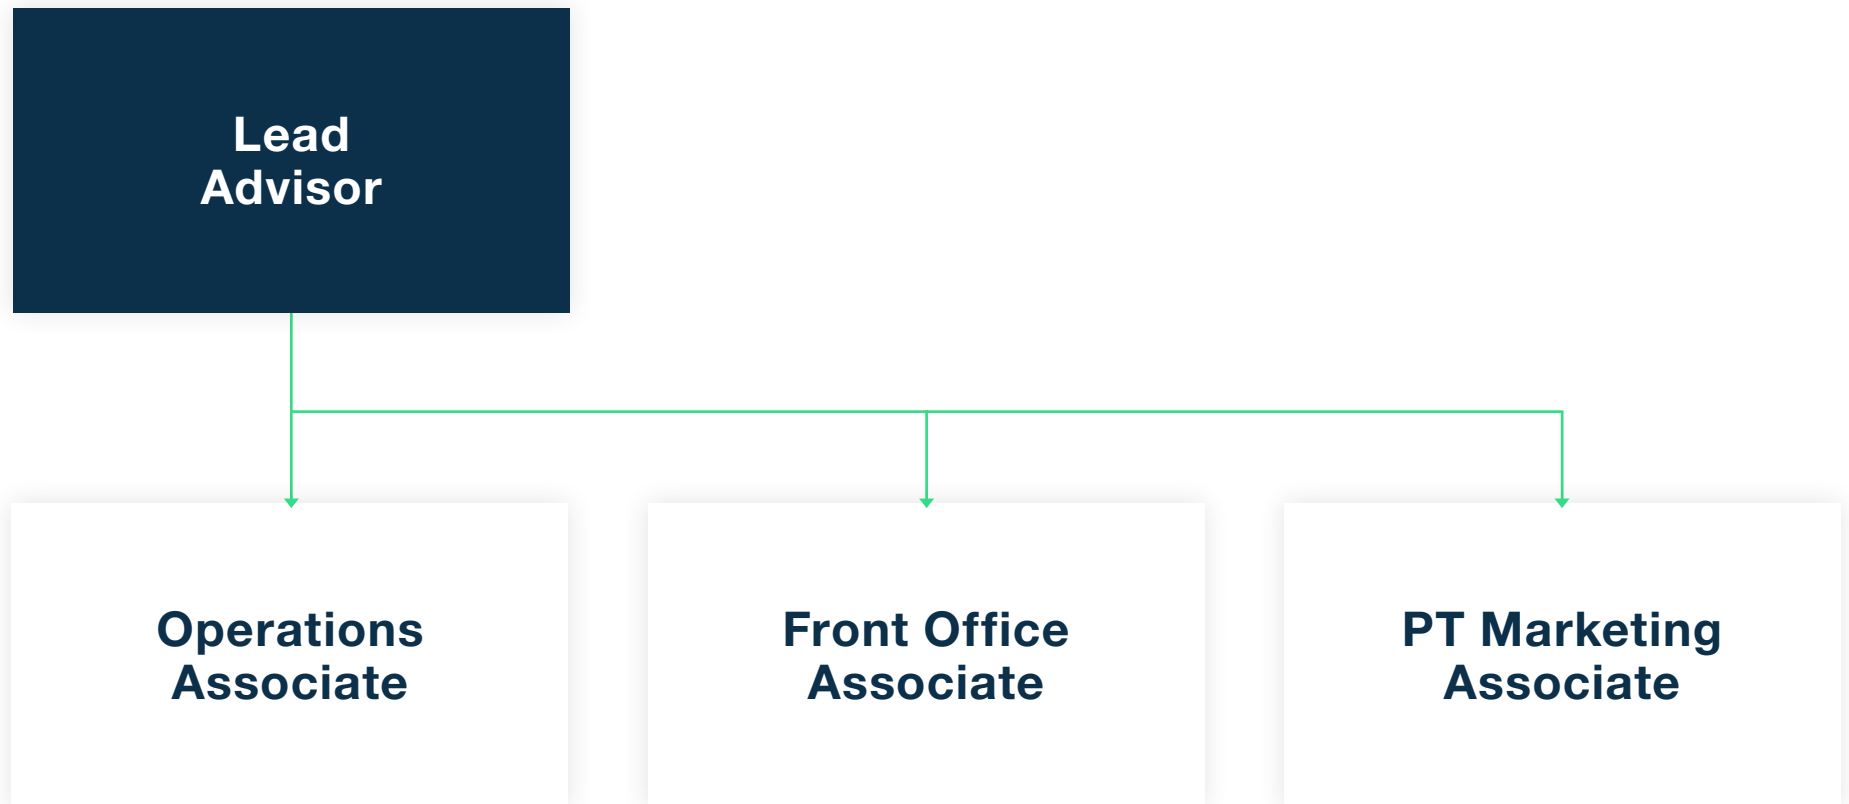 Lead
Advisor
Operations
Associate
Front Office
Associate
PT Marketing
Associate